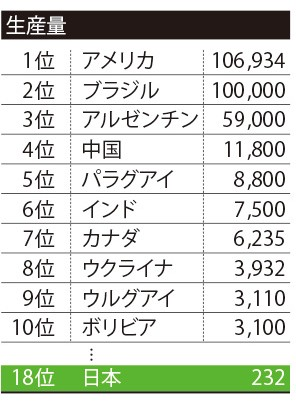 生産量
1位 アメリカ 106,934
2位 ブラジル 100,000
3位 アルゼンチン 59,000
4位 中国 11,800
5位 パラグアイ 8,800
6位 インド 7,500
7位 カナダ 6,235
8位 ウクライナ 3,932
9位 ウルグアイ 3,110
10位 ボリビア 3,100
⋮
18位 日本 232